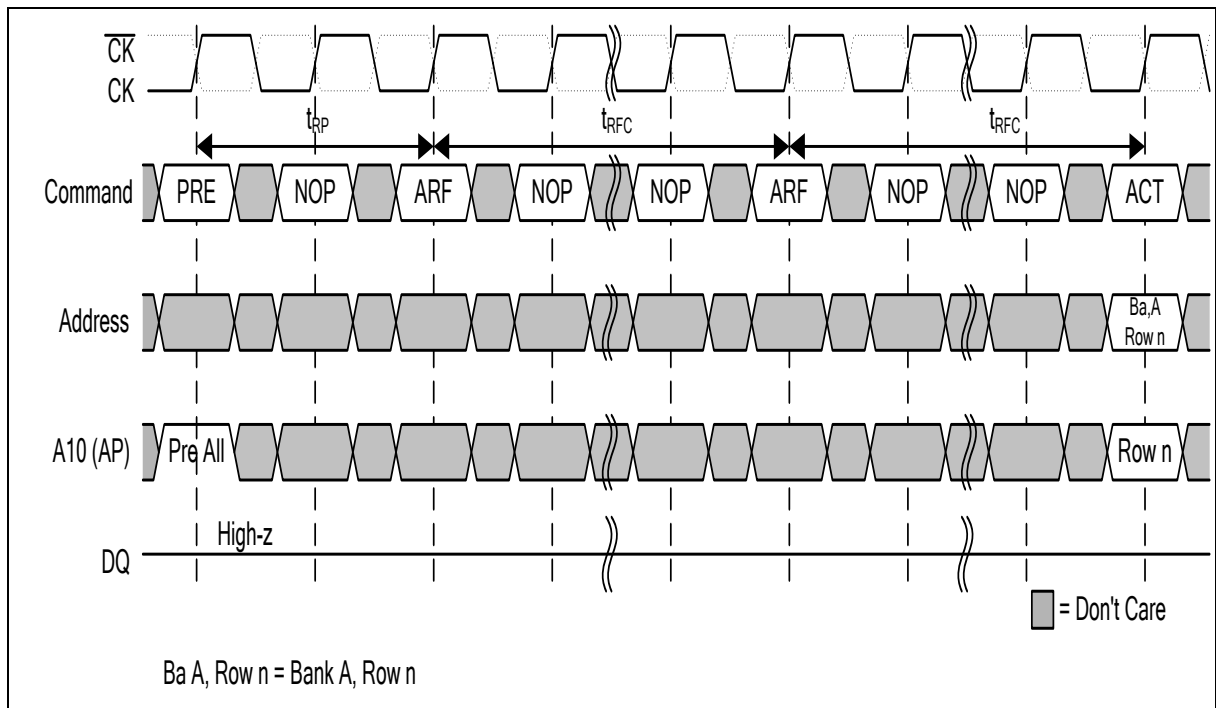 CK
CK
tRP tRFC tRFC
Command PRE NOP ARF NOP NOP ARF NOP NOP ACT
Address Ba,A
Row n
A10 (AP) Pre All Row n
High-z
DQ
= Don't Care
Ba A, Row n = Bank A, Row n